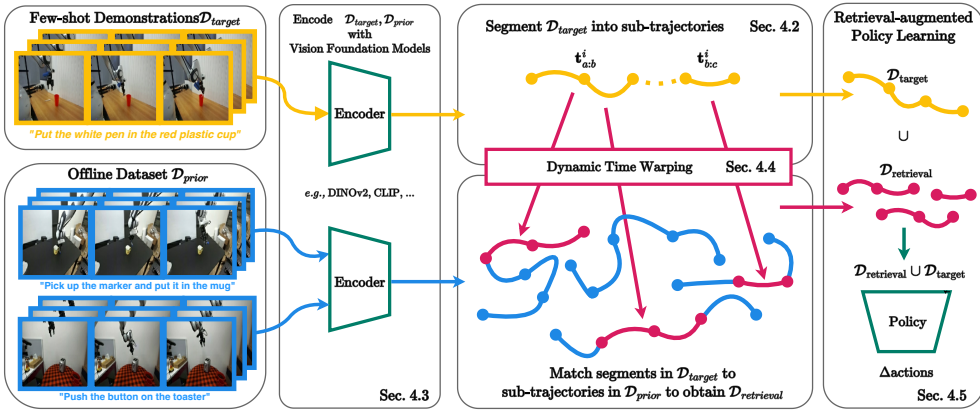 Few-shot Demonstrations𝒟target
"Put the white pen in the red plastic cup"
Offline Dataset 𝒟prior
"Pick up the marker and put it in the mug"
"Push the button on the toaster"
Encode 𝒟target, 𝒟prior
with
Vision Foundation Models
Encoder
e.g., DINOv2, CLIP, ...
Encoder
Sec. 4.3
Segment 𝒟target into sub-trajectories Sec. 4.2
t^i_{a:b}
t^i_{b:c}
Dynamic Time Warping Sec. 4.4
Match segments in 𝒟target to
sub-trajectories in 𝒟prior to obtain 𝒟retrieval
Retrieval-augmented
Policy Learning
𝒟target
∪
𝒟retrieval
𝒟retrieval ∪ 𝒟target
Policy
Δactions
Sec. 4.5